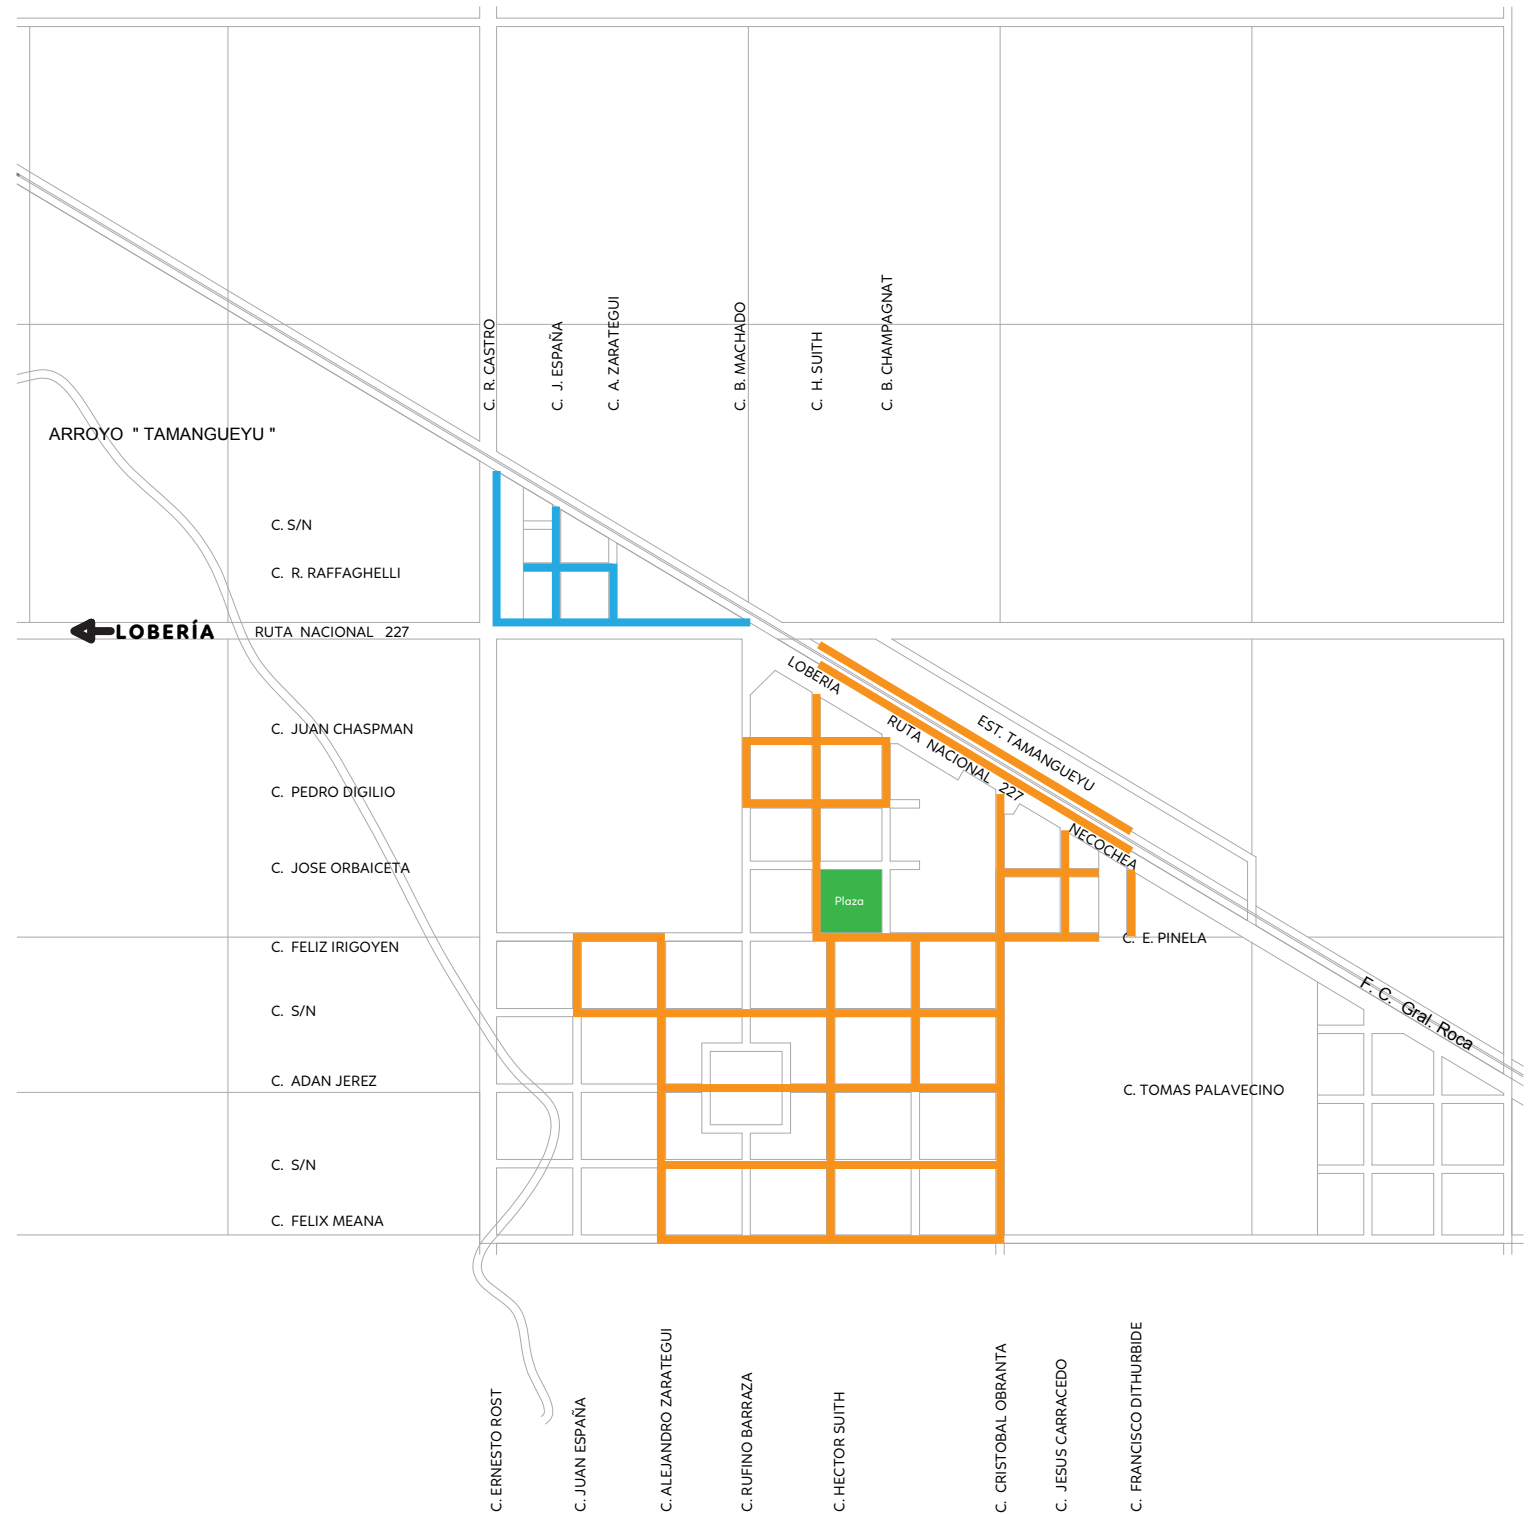 C. R. CASTRO
C. J. ESPAÑA
C. A. ZARATEGUI
C. B. MACHADO
C. H. SUITH
C. B. CHAMPAGNAT
ARROYO " TAMANGUEYU "
C. S/N
C. R. RAFFAGHELLI
LOBERÍA
RUTA NACIONAL 227
LOBERIA
RUTA NACIONAL 227
NECOCHEA
EST. TAMANGUEYU
C. JUAN CHASPMAN
C. PEDRO DIGILIO
C. JOSE ORBAICETA
Plaza
C. FELIZ IRIGOYEN
C. E. PINELA
C. S/N
F. C. Gral. Roca
C. ADAN JEREZ
C. TOMAS PALAVECINO
C. S/N
C. FELIX MEANA
C. ERNESTO ROST
C. JUAN ESPAÑA
C. ALEJANDRO ZARATEGUI
C. RUFINO BARRAZA
C. HECTOR SUITH
C. CRISTOBAL OBRANTA
C. JESUS CARRACEDO
C. FRANCISCO DITHURBIDE